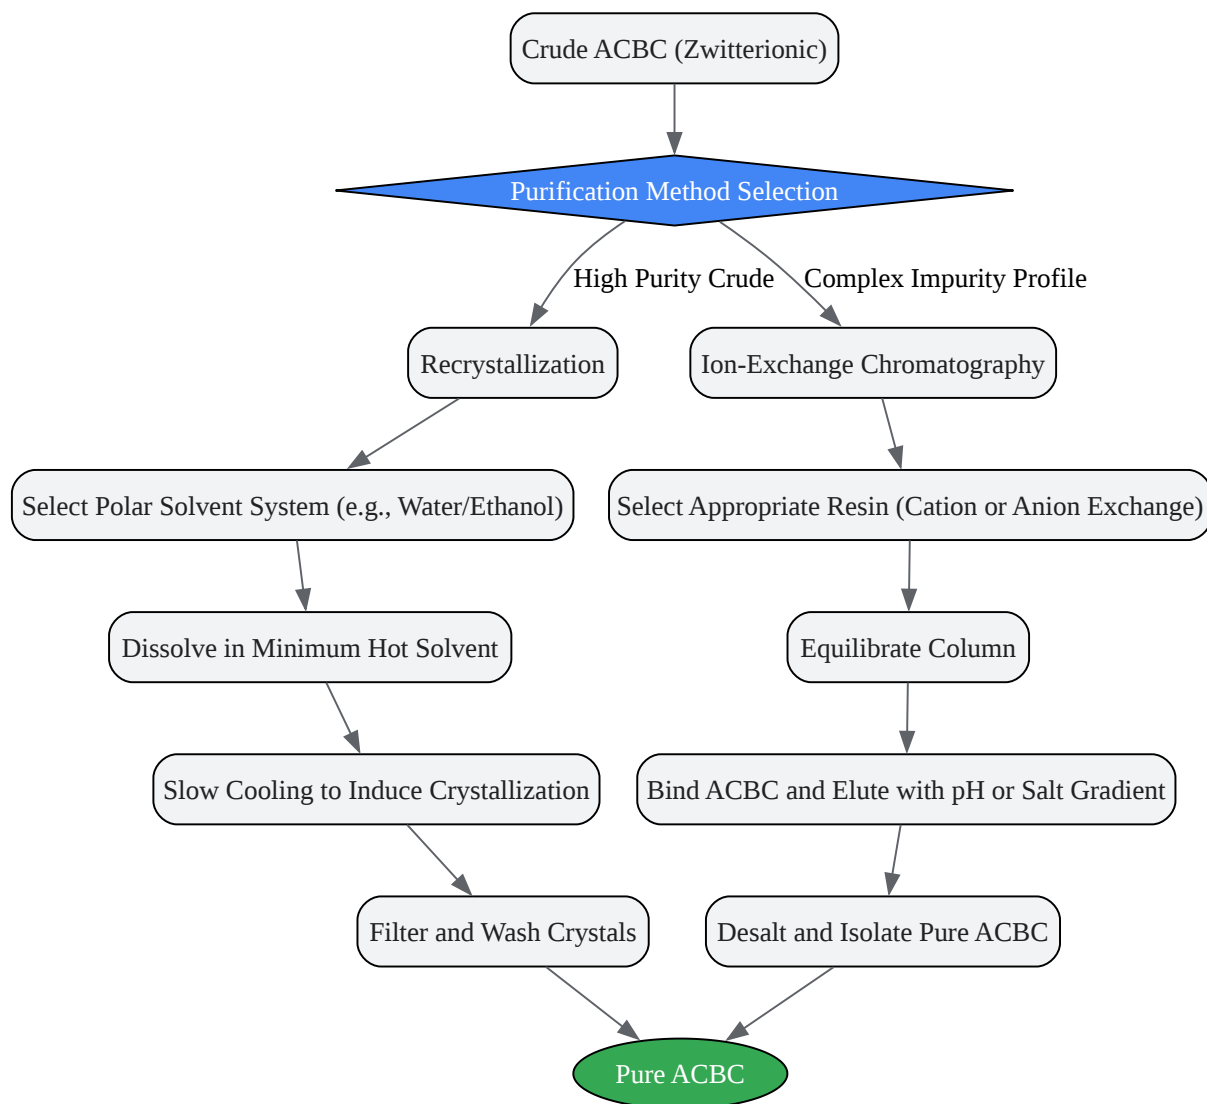 Crude ACBC (Zwitterionic)
Purification Method Selection
High Purity Crude
Complex Impurity Profile
Recrystallization
Ion-Exchange Chromatography
Select Polar Solvent System (e.g., Water/Ethanol)
Select Appropriate Resin (Cation or Anion Exchange)
Dissolve in Minimum Hot Solvent
Equilibrate Column
Slow Cooling to Induce Crystallization
Bind ACBC and Elute with pH or Salt Gradient
Filter and Wash Crystals
Desalt and Isolate Pure ACBC
Pure ACBC